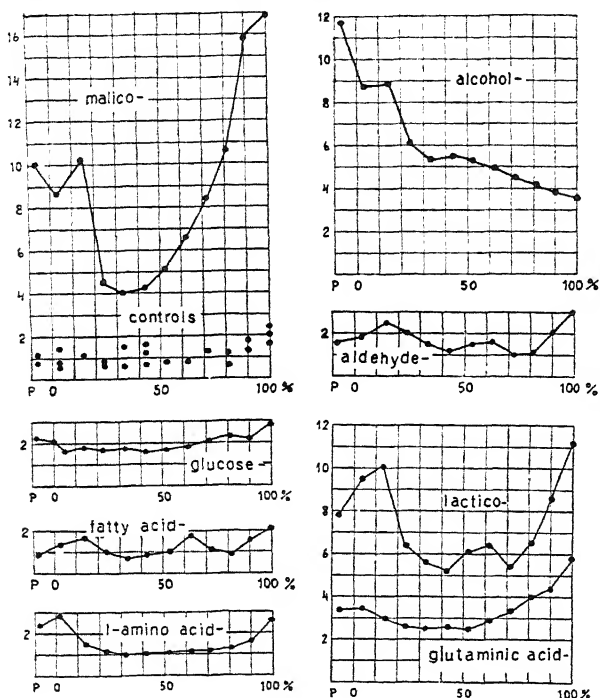 16
malico-
14
12
10
8
6
4
controls
2
P 0 50 100 %
12
alcohol-
10
8
6
4
2
P 0 50 100%
2
aldehyde-
P 0 50 100 %
2
glucose-
P 0 50 100 %
fatty acid-
2
P 0 50 100%
l-amino acid-
2
P 0 50 100 %
12
10
lactico-
8
6
4
2
glutaminic acid-
P 0 50 100 %